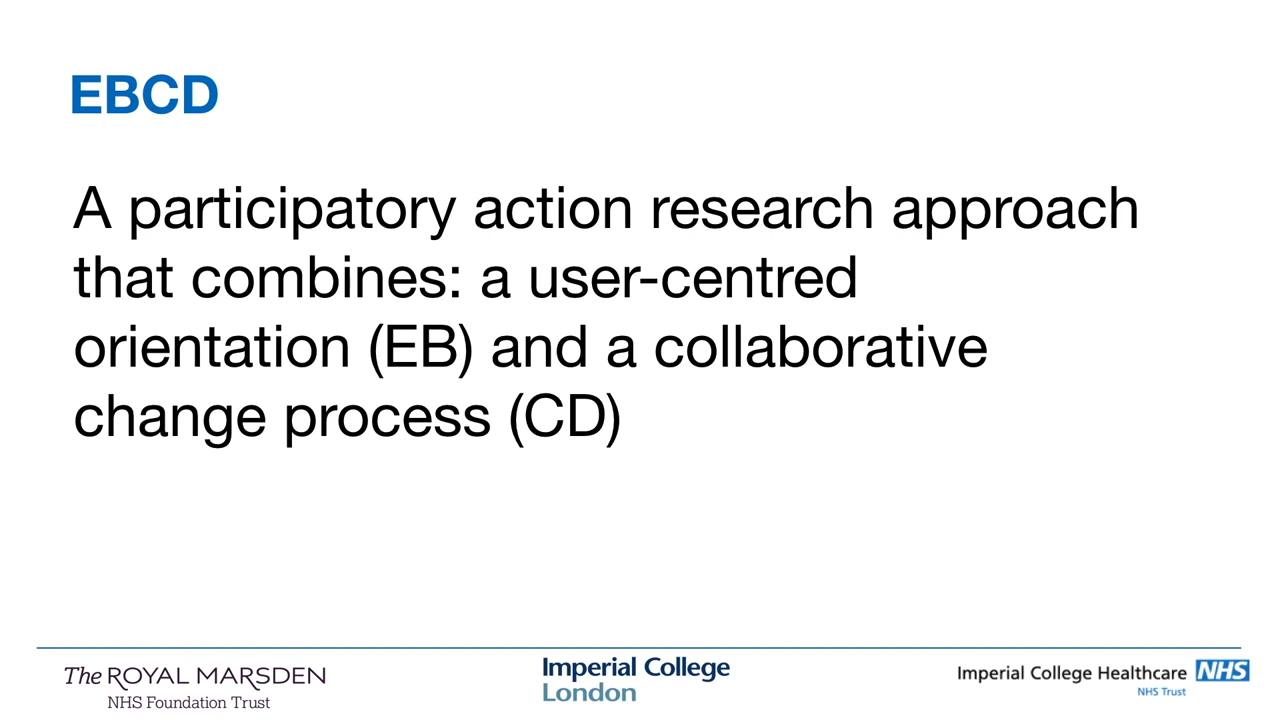 EBCD
A participatory action research approach
that combines: a user-centred
orientation (EB) and a collaborative
change process (CD)
The ROYAL MARSDEN
NHS Foundation Trust
Imperial College
London
Imperial College Healthcare NHS
NHS Trust